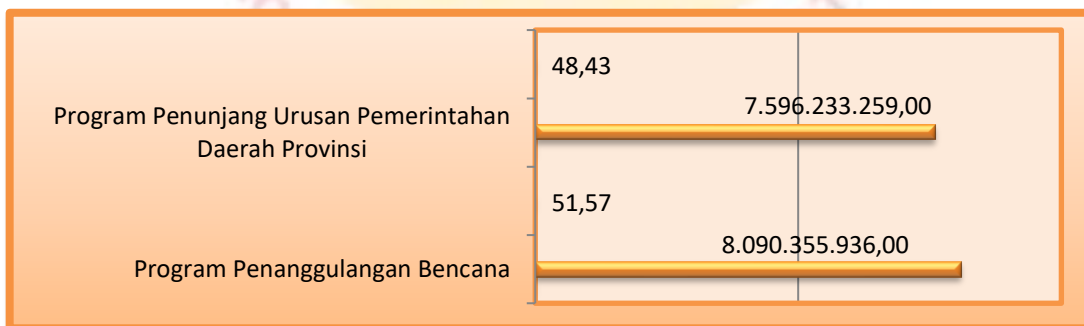 48,43
7.596.233.259,00
Program Penunjang Urusan Pemerintahan
Daerah Provinsi
51,57
8.090.355.936,00
Program Penanggulangan Bencana